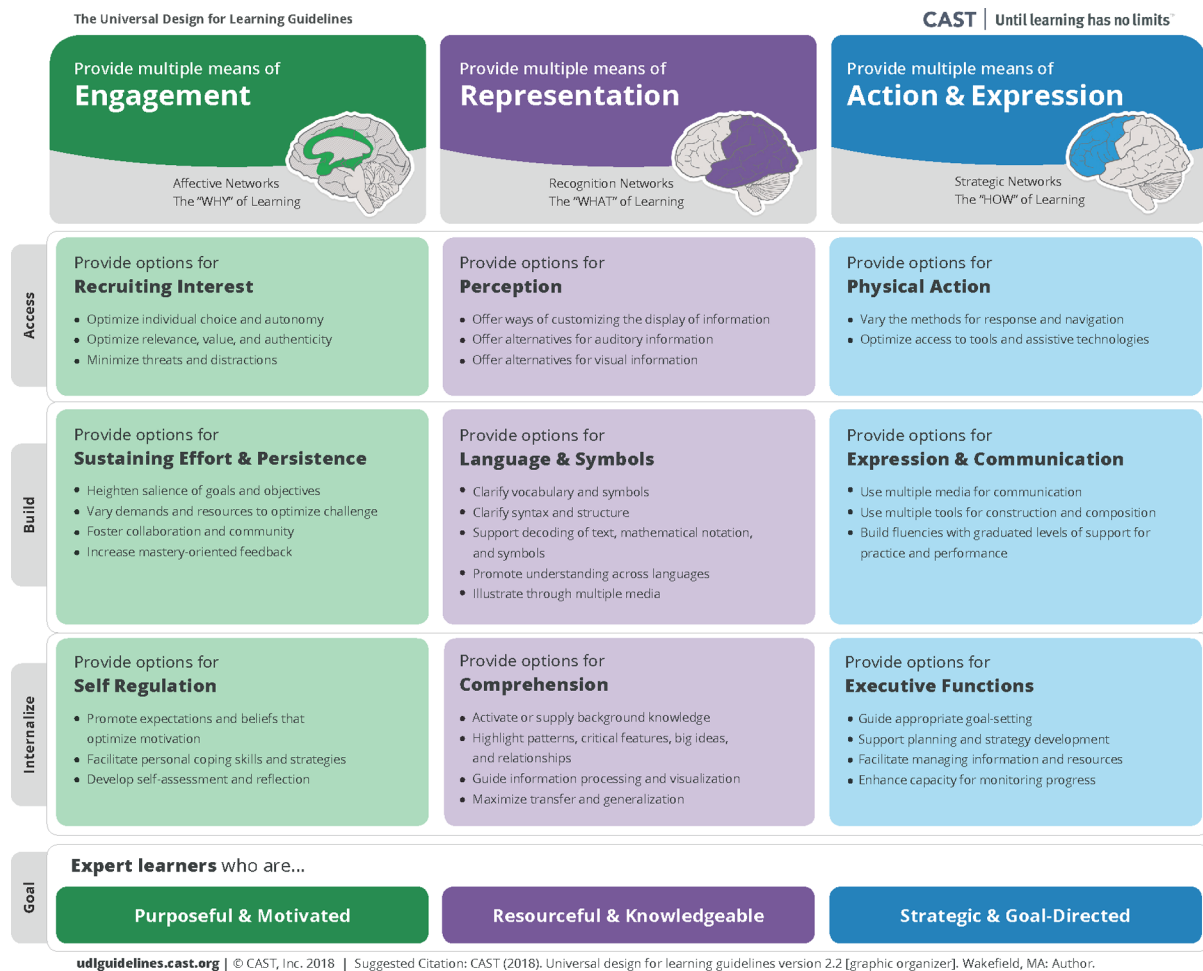 The Universal Design for Learning Guidelines
CAST | Until learning has no limits™
Provide multiple means of
Engagement
Affective Networks
The “WHY” of Learning
Provide multiple means of
Representation
Recognition Networks
The “WHAT” of Learning
Provide multiple means of
Action & Expression
Strategic Networks
The “HOW” of Learning
Access
Provide options for
Recruiting Interest
• Optimize individual choice and autonomy
• Optimize relevance, value, and authenticity
• Minimize threats and distractions
Provide options for
Perception
• Offer ways of customizing the display of information
• Offer alternatives for auditory information
• Offer alternatives for visual information
Provide options for
Physical Action
• Vary the methods for response and navigation
• Optimize access to tools and assistive technologies
Build
Provide options for
Sustaining Effort & Persistence
• Heighten salience of goals and objectives
• Vary demands and resources to optimize challenge
• Foster collaboration and community
• Increase mastery-oriented feedback
Provide options for
Language & Symbols
• Clarify vocabulary and symbols
• Clarify syntax and structure
• Support decoding of text, mathematical notation,
and symbols
• Promote understanding across languages
• Illustrate through multiple media
Provide options for
Expression & Communication
• Use multiple media for communication
• Use multiple tools for construction and composition
• Build fluencies with graduated levels of support for
practice and performance
Internalize
Provide options for
Self Regulation
• Promote expectations and beliefs that
optimize motivation
• Facilitate personal coping skills and strategies
• Develop self-assessment and reflection
Provide options for
Comprehension
• Activate or supply background knowledge
• Highlight patterns, critical features, big ideas,
and relationships
• Guide information processing and visualization
• Maximize transfer and generalization
Provide options for
Executive Functions
• Guide appropriate goal-setting
• Support planning and strategy development
• Facilitate managing information and resources
• Enhance capacity for monitoring progress
Goal
Expert learners who are...
Purposeful & Motivated
Resourceful & Knowledgeable
Strategic & Goal-Directed
udlguidelines.cast.org | © CAST, Inc. 2018 | Suggested Citation: CAST (2018). Universal design for learning guidelines version 2.2 [graphic organizer]. Wakefield, MA: Author.